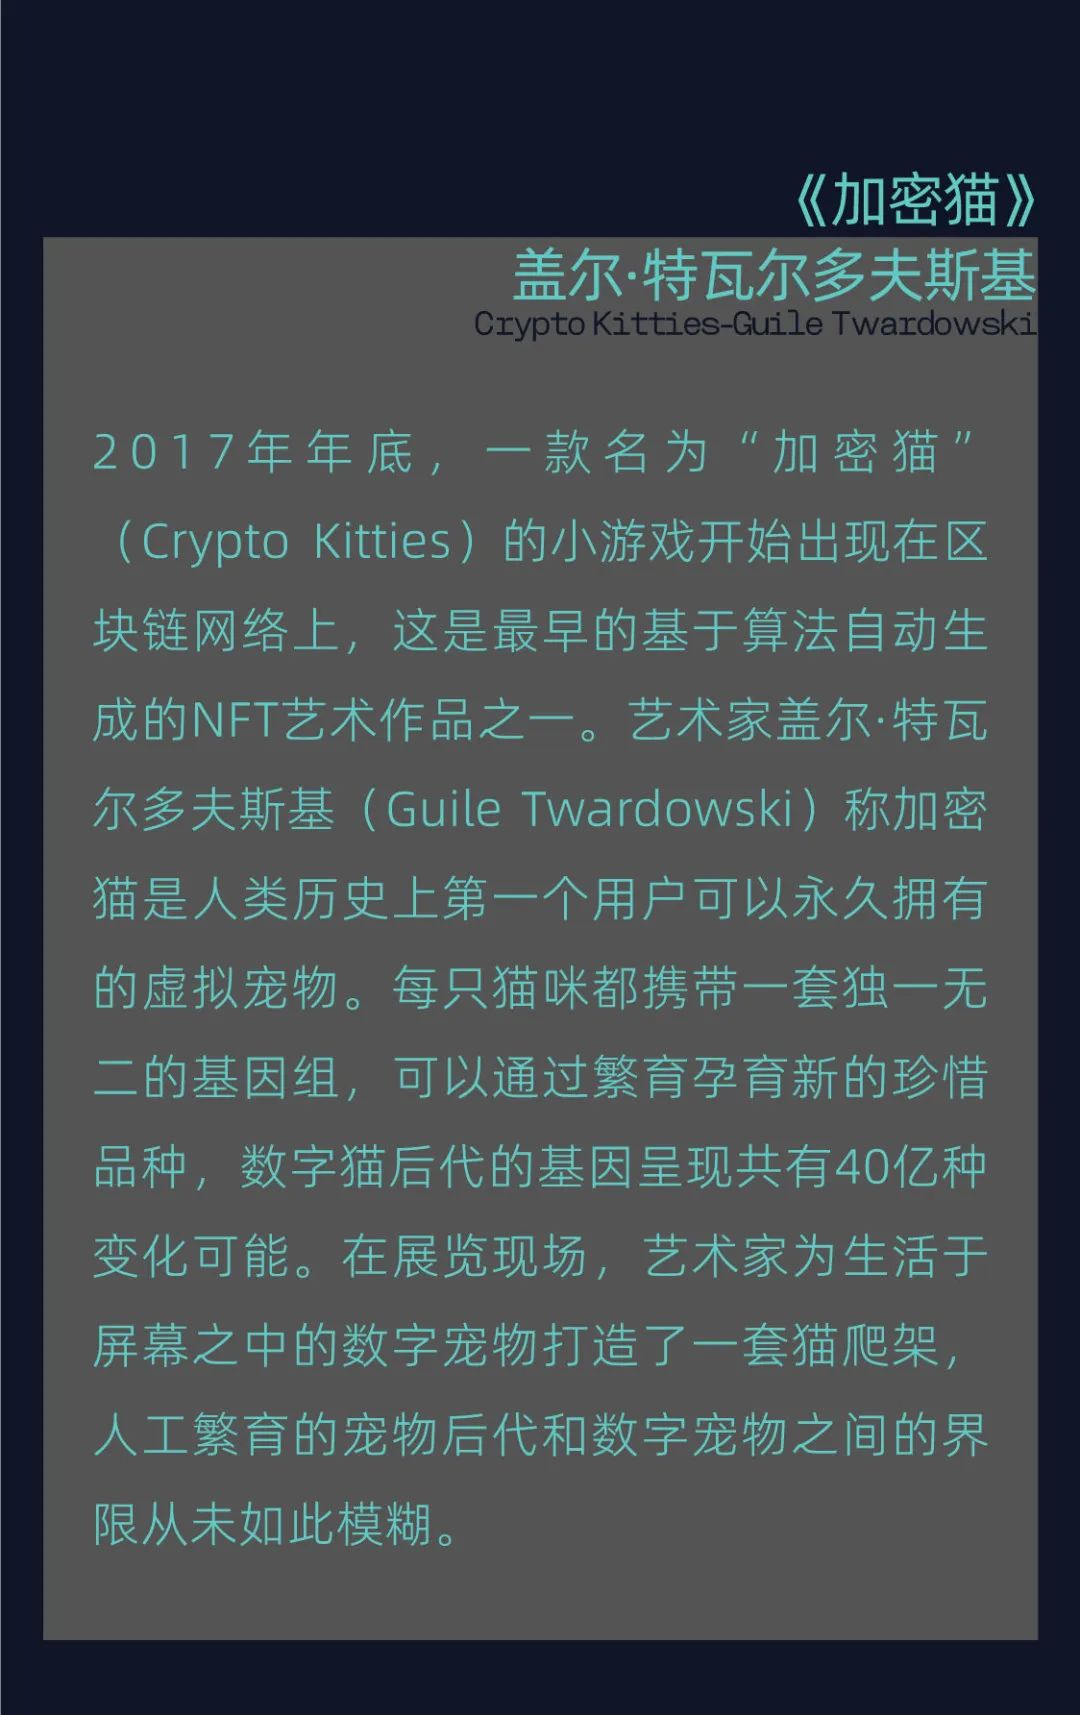 《加密猫》
盖尔·特瓦尔多夫斯基
Crypto Kitties-Guile Twardowski
2017年年底，一款名为“加密猫”
（Crypto Kitties）的小游戏开始出现在区
块链网络上，这是最早的基于算法自动生
成的NFT艺术作品之一。艺术家盖尔·特瓦
尔多夫斯基（Guile Twardowski）称加密
猫是人类历史上第一个用户可以永久拥有
的虚拟宠物。每只猫咪都携带一套独一无
二的基因组，可以通过繁育孕育新的珍惜
品种，数字猫后代的基因呈现共有40亿种
变化可能。在展览现场，艺术家为生活于
屏幕之中的数字宠物打造了一套猫爬架，
人工繁育的宠物后代和数字宠物之间的界
限从未如此模糊。